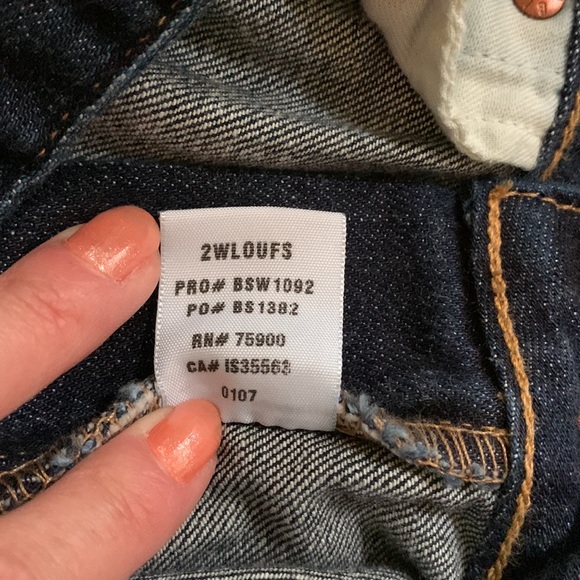 2WLOUFS
PRO# BSW1092
PO# BS1382
RN# 75900
CA# IS35563
0107